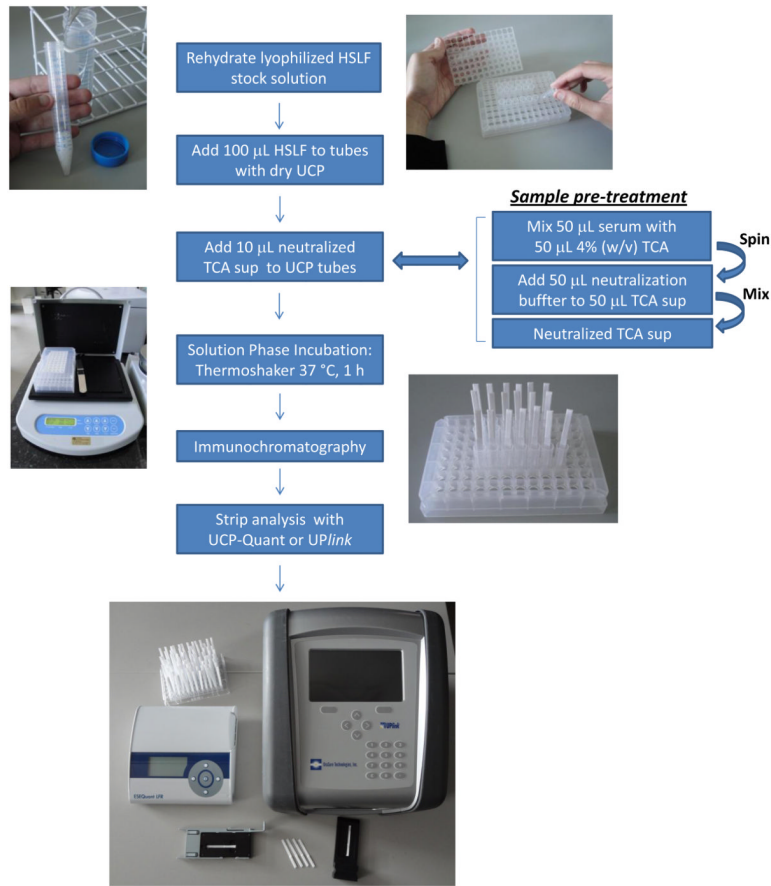 Rehydrate lyophilized HSLF
stock solution
Add 100 µL HSLF to tubes
with dry UCP
Add 10 µL neutralized
TCA sup to UCP tubes
Solution Phase Incubation:
Thermoshaker 37 °C, 1 h
Immunochromatography
Strip analysis with
UCP-Quant or UPlink
Sample pre-treatment
Mix 50 µL serum with
50 µL 4% (w/v) TCA
Spin
Add 50 µL neutralization
buffter to 50 µL TCA sup
Mix
Neutralized TCA sup
ESEQuant LFR